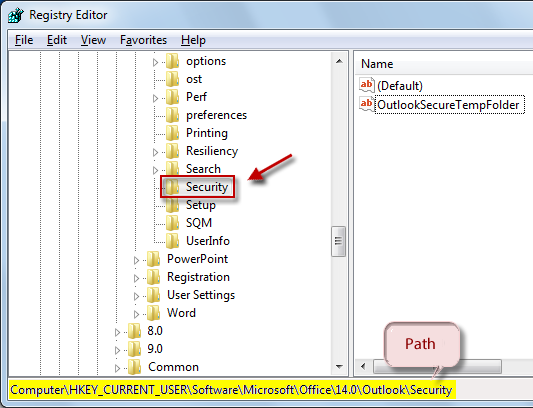 Registry Editor
File Edit View Favorites Help
options
ost
Perf
preferences
Printing
Resiliency
Search
Security
Setup
SQM
UserInfo
PowerPoint
Registration
User Settings
Word
8.0
9.0
Common
Name
ab (Default)
ab OutlookSecureTempFolder
Path
Computer\HKEY_CURRENT_USER\Software\Microsoft\Office\14.0\Outlook\Security